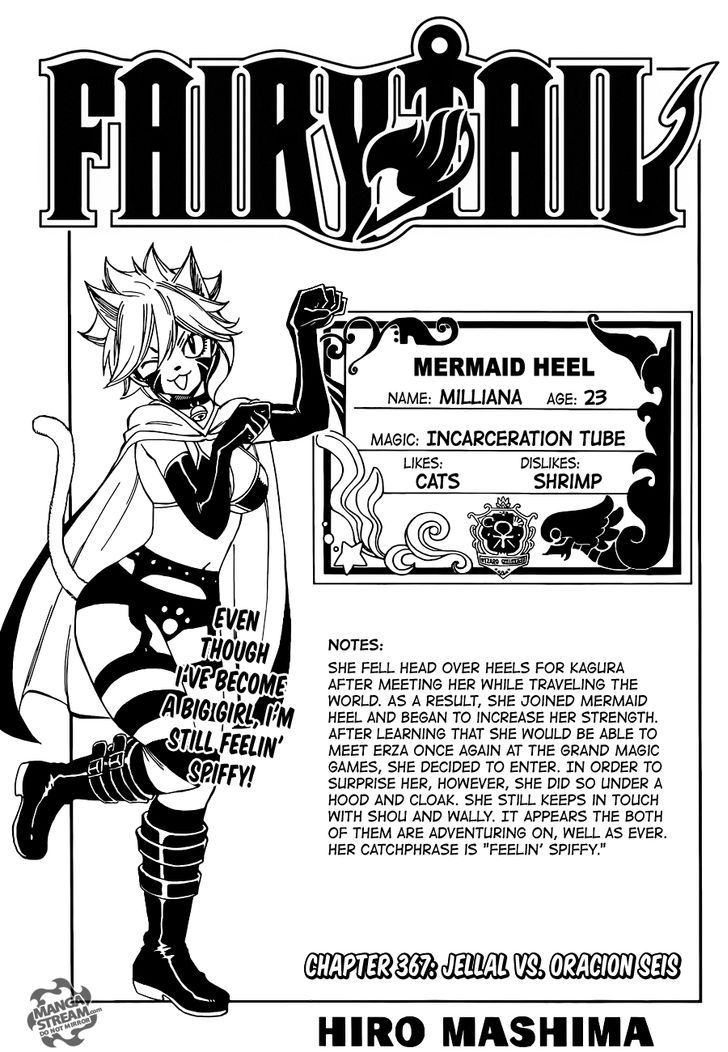 FAIRY TAIL
MERMAID HEEL
NAME: MILLIANA AGE: 23
MAGIC: INCARCERATION TUBE
LIKES: DISLIKES:
CATS SHRIMP
EVEN
THOUGH
I'VE BECOME
A BIG GIRL, I'M
STILL FEELIN'
SPIFFY!
NOTES:
SHE FELL HEAD OVER HEELS FOR KAGURA
AFTER MEETING HER WHILE TRAVELING THE
WORLD. AS A RESULT, SHE JOINED MERMAID
HEEL AND BEGAN TO INCREASE HER STRENGTH.
AFTER LEARNING THAT SHE WOULD BE ABLE TO
MEET ERZA ONCE AGAIN AT THE GRAND MAGIC
GAMES, SHE DECIDED TO ENTER. IN ORDER TO
SURPRISE HER, HOWEVER, SHE DID SO UNDER A
HOOD AND CLOAK. SHE STILL KEEPS IN TOUCH
WITH SHOU AND WALLY. IT APPEARS THE BOTH
OF THEM ARE ADVENTURING ON, WELL AS EVER.
HER CATCHPHRASE IS "FEELIN' SPIFFY."
CHAPTER 367: JELLAL VS. ORACION SEIS
MANGA
STREAM.com
DO NOT MIRROR
HIRO MASHIMA